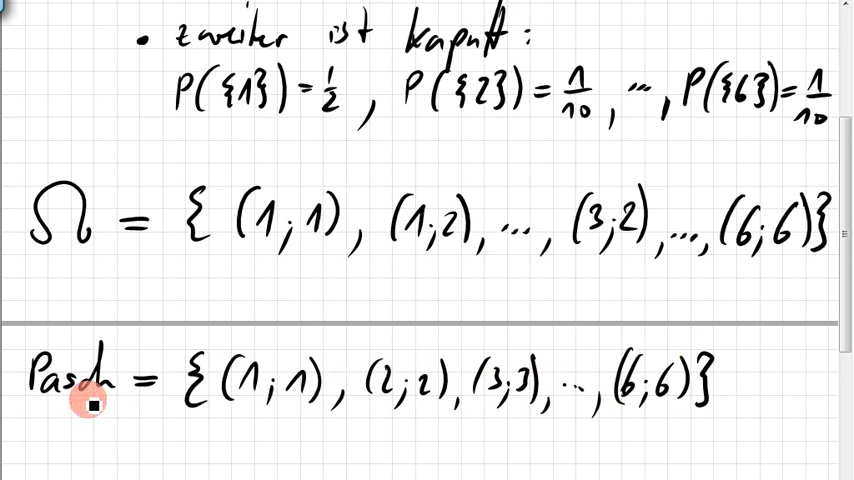 • zweiter ist kaputt:
P({1}) = 1/2, P({2}) = 1/10, ..., P({6}) = 1/10
Ω = { (1;1), (1;2), ..., (3;2), ..., (6;6)}
Pasch = { (1;1), (2;2), (3;3), ..., (6;6)}